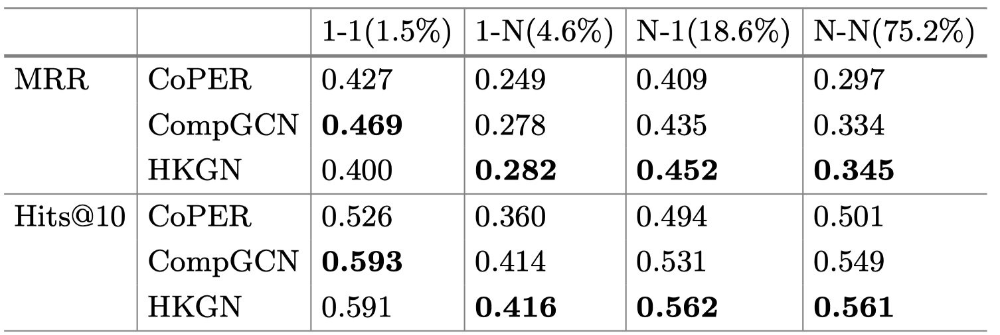 1-1(1.5%) 1-N(4.6%) N-1(18.6%) N-N(75.2%)
MRR CoPER 0.427 0.249 0.409 0.297
CompGCN 0.469 0.278 0.435 0.334
HKGN 0.400 0.282 0.452 0.345
Hits@10 CoPER 0.526 0.360 0.494 0.501
CompGCN 0.593 0.414 0.531 0.549
HKGN 0.591 0.416 0.562 0.561